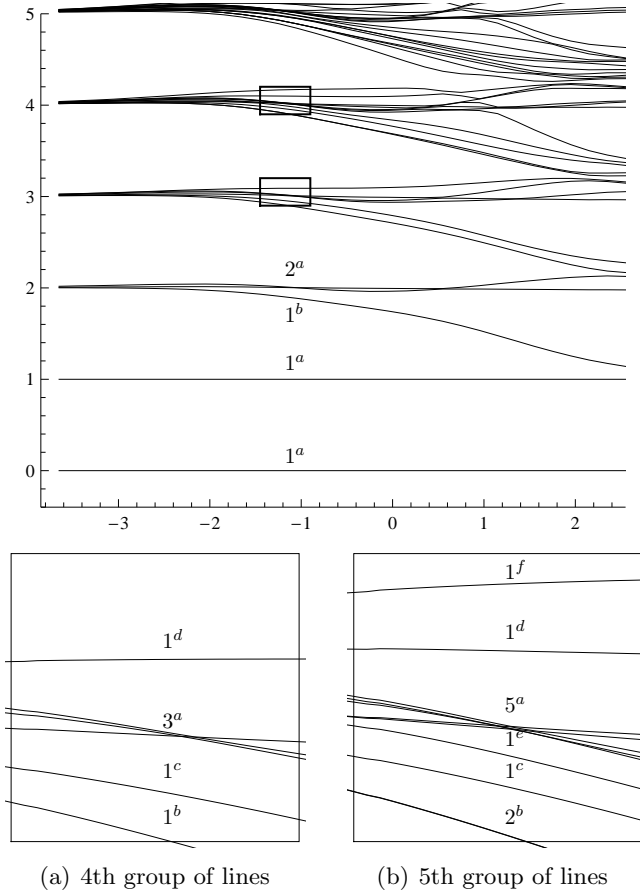 5
4
3
2
1
0
2^a
1^b
1^a
1^a
−3 −2 −1 0 1 2
1^d
3^a
1^c
1^b
(a) 4th group of lines
1^f
1^d
5^a
1^e
1^c
2^b
(b) 5th group of lines